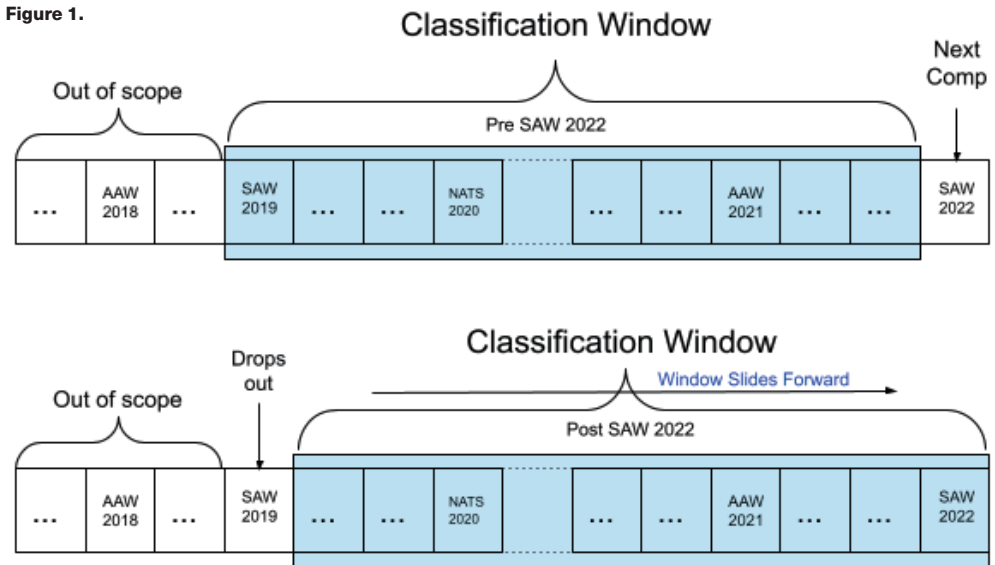 Figure 1.
Classification Window
Next
Comp
Out of scope
Pre SAW 2022
...
AAW
2018
...
SAW
2019
...
...
NATS
2020
...
...
AAW
2021
...
...
SAW
2022
Classification Window
Drops
out
Window Slides Forward
Out of scope
Post SAW 2022
...
AAW
2018
...
SAW
2019
...
...
NATS
2020
...
...
AAW
2021
...
...
SAW
2022